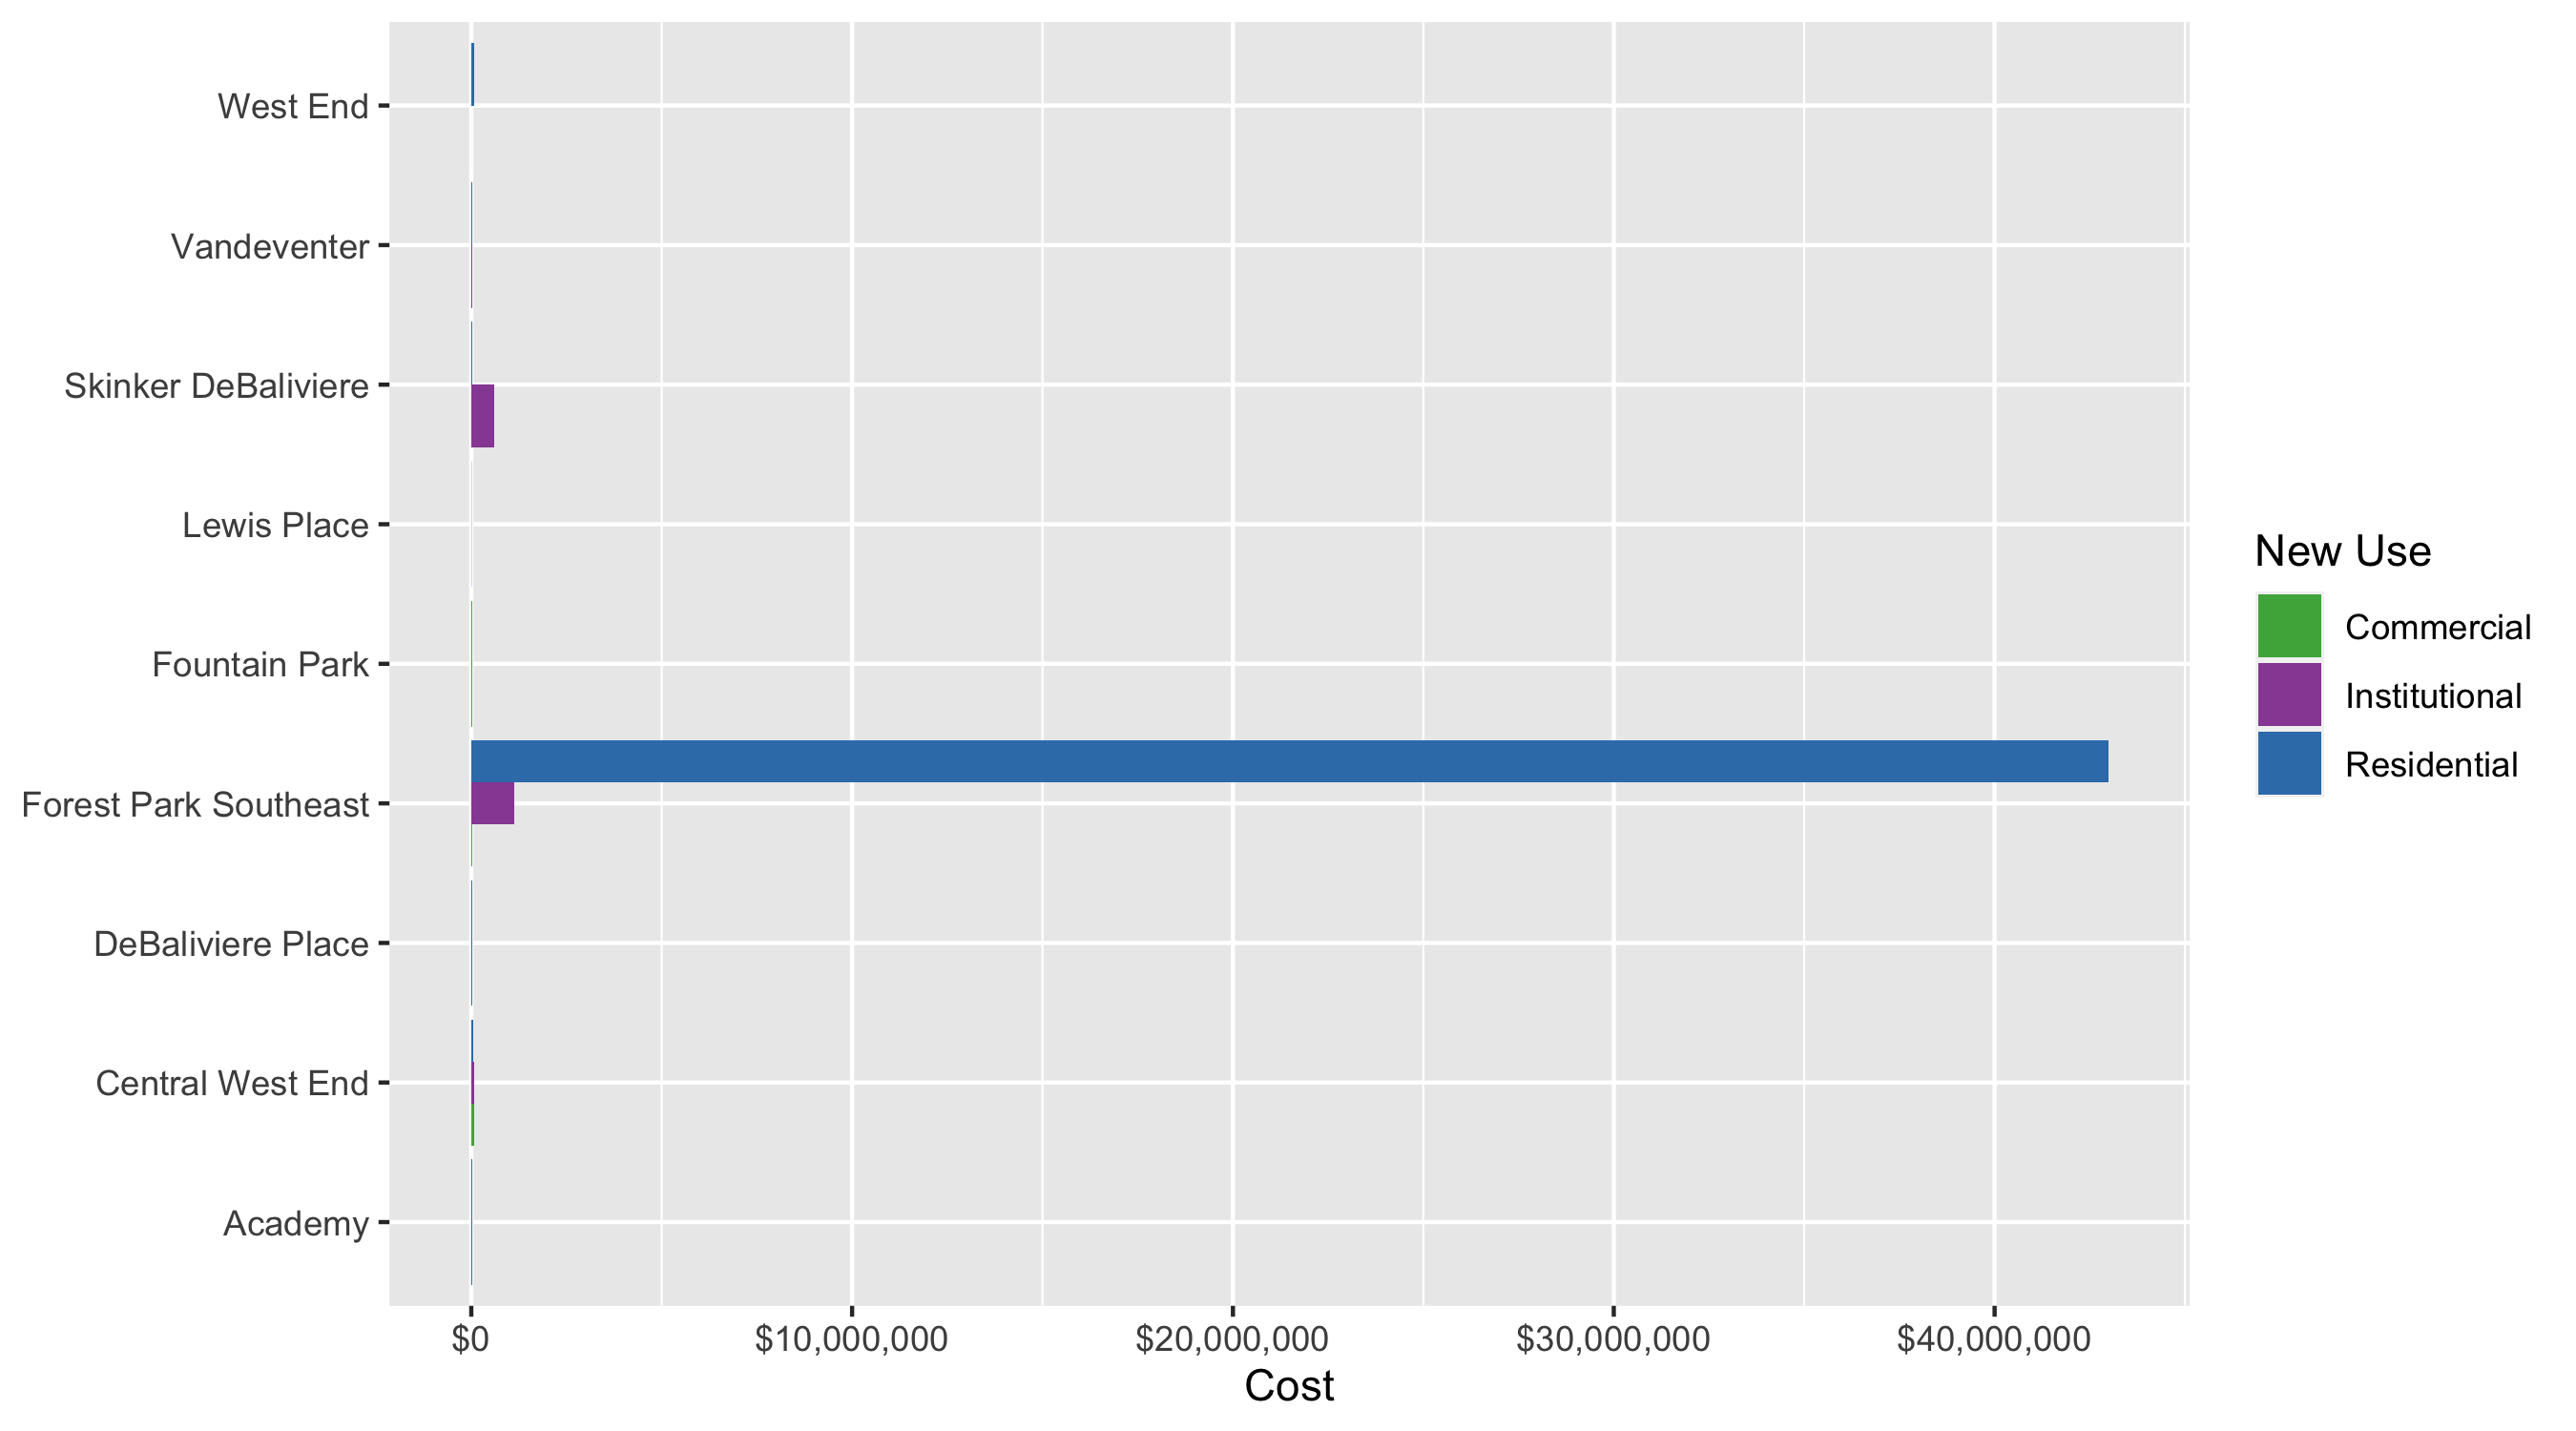 West End
Vandeventer
Skinker DeBaliviere
Lewis Place
Fountain Park
Forest Park Southeast
DeBaliviere Place
Central West End
Academy
$0 $10,000,000 $20,000,000 $30,000,000 $40,000,000
Cost
New Use
Commercial
Institutional
Residential